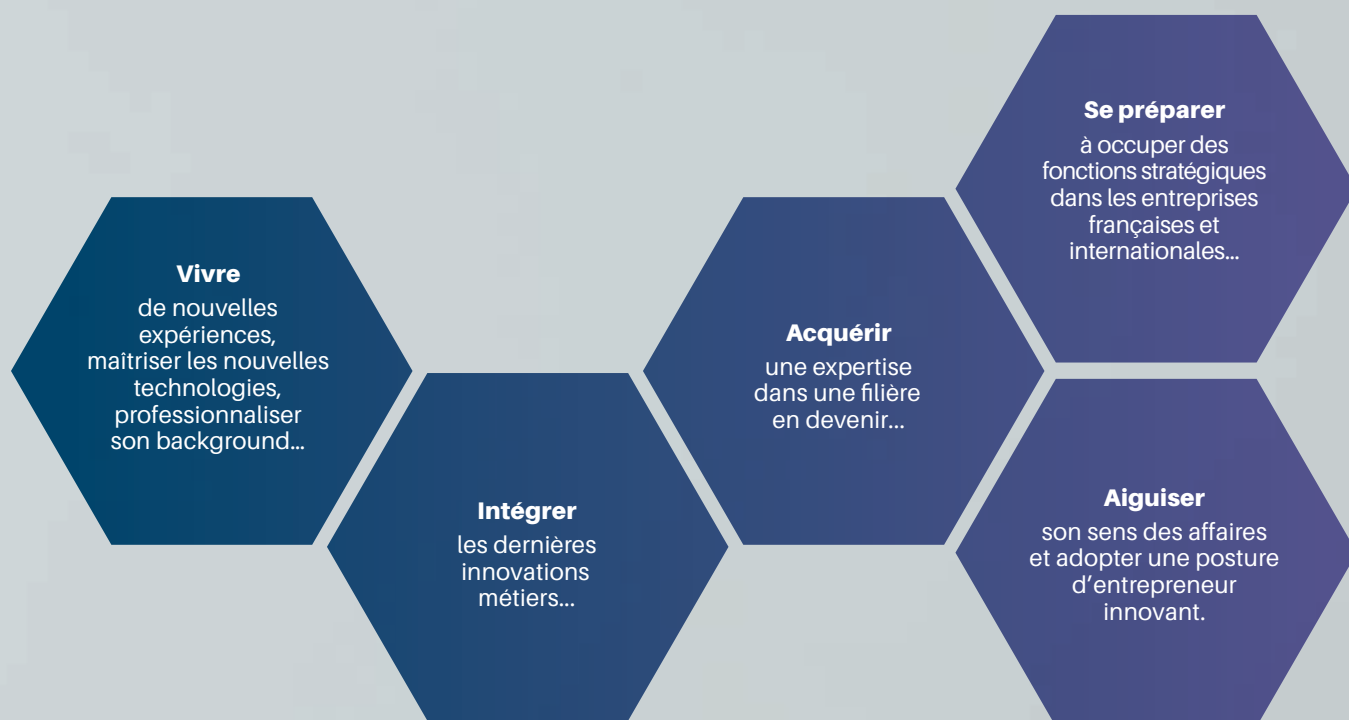 Vivre
de nouvelles
expériences,
maîtriser les nouvelles
technologies,
professionnaliser
son background...
Intégrer
les dernières
innovations
métiers...
Acquérir
une expertise
dans une filière
en devenir...
Se préparer
à occuper des
fonctions stratégiques
dans les entreprises
françaises et
internationales...
Aiguiser
son sens des affaires
et adopter une posture
d’entrepreneur
innovant.